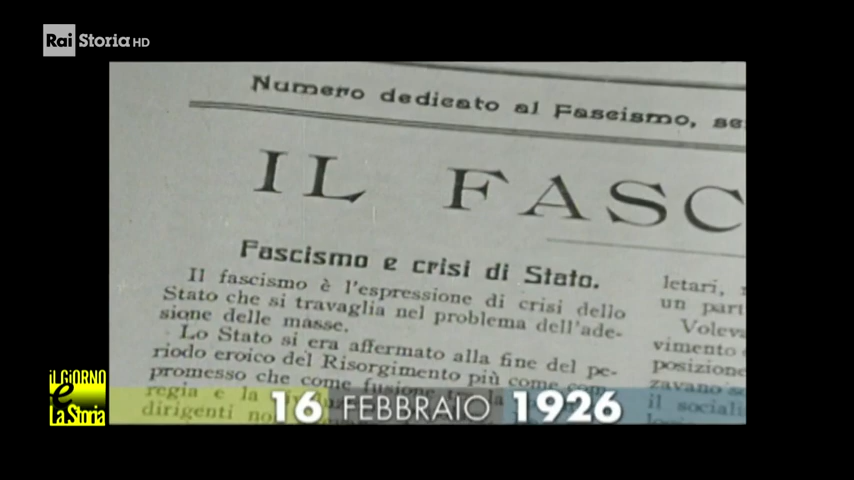 Rai Storia HD
Numero dedicato al Fascismo,
IL FASC
Fascismo e crisi di Stato.
Il fascismo è l'espressione di crisi dello
Stato che si travaglia nel problema dell'ade-
sione delle masse.
Lo Stato si era affermato alla fine del pe-
riodo eroico del Risorgimento più come com-
promesso che come fusione
regia e la
dirigenti
letari,
un part
Voleva
vimento
posizione
zavano
il sociali
iL GiORNO
e
La Storia
16 FEBBRAIO 1926